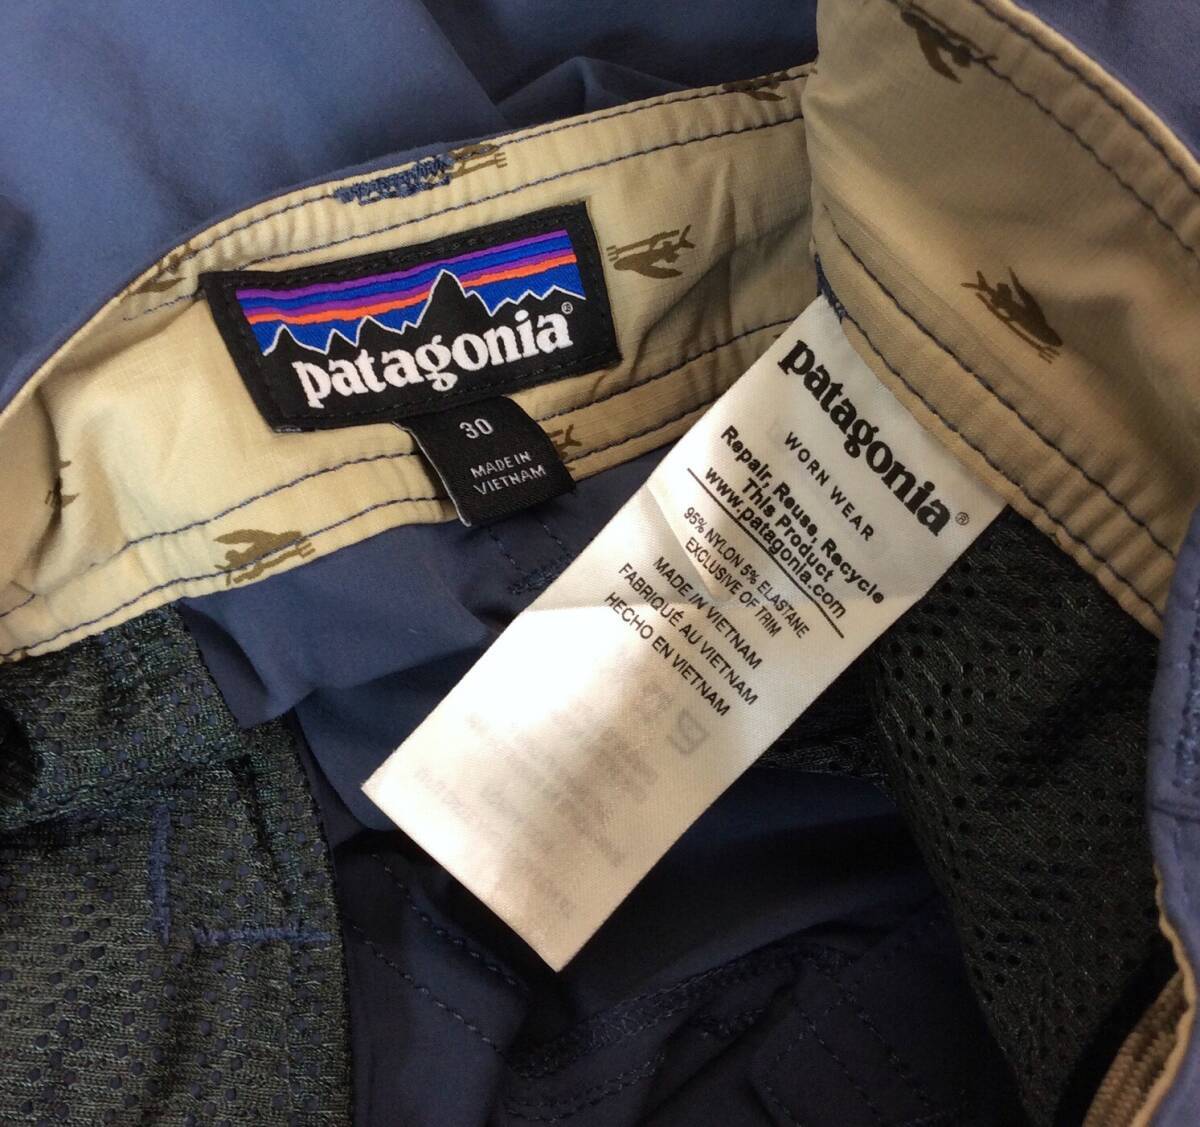 patagonia®
30
MADE IN
VIETNAM
patagonia®
WORN WEAR
Repair, Reuse, Recycle
This Product
www.patagonia.com
95% NYLON 5% ELASTANE
EXCLUSIVE OF TRIM
MADE IN VIETNAM
FABRIQUÉ AU VIETNAM
HECHO EN VIETNAM